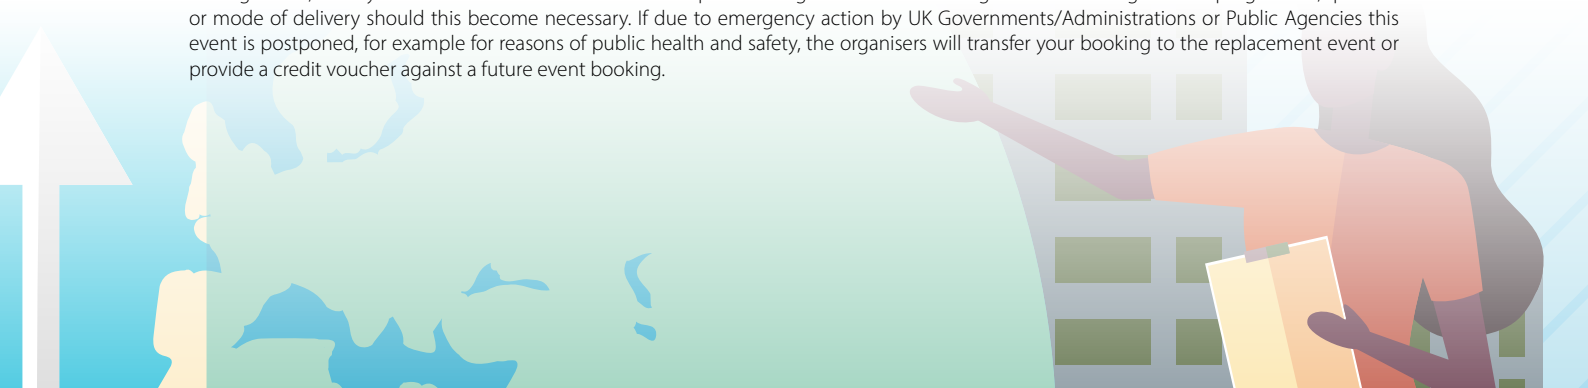 or mode of delivery should this become necessary. If due to emergency action by UK Governments/Administrations or Public Agencies this
event is postponed, for example for reasons of public health and safety, the organisers will transfer your booking to the replacement event or
provide a credit voucher against a future event booking.